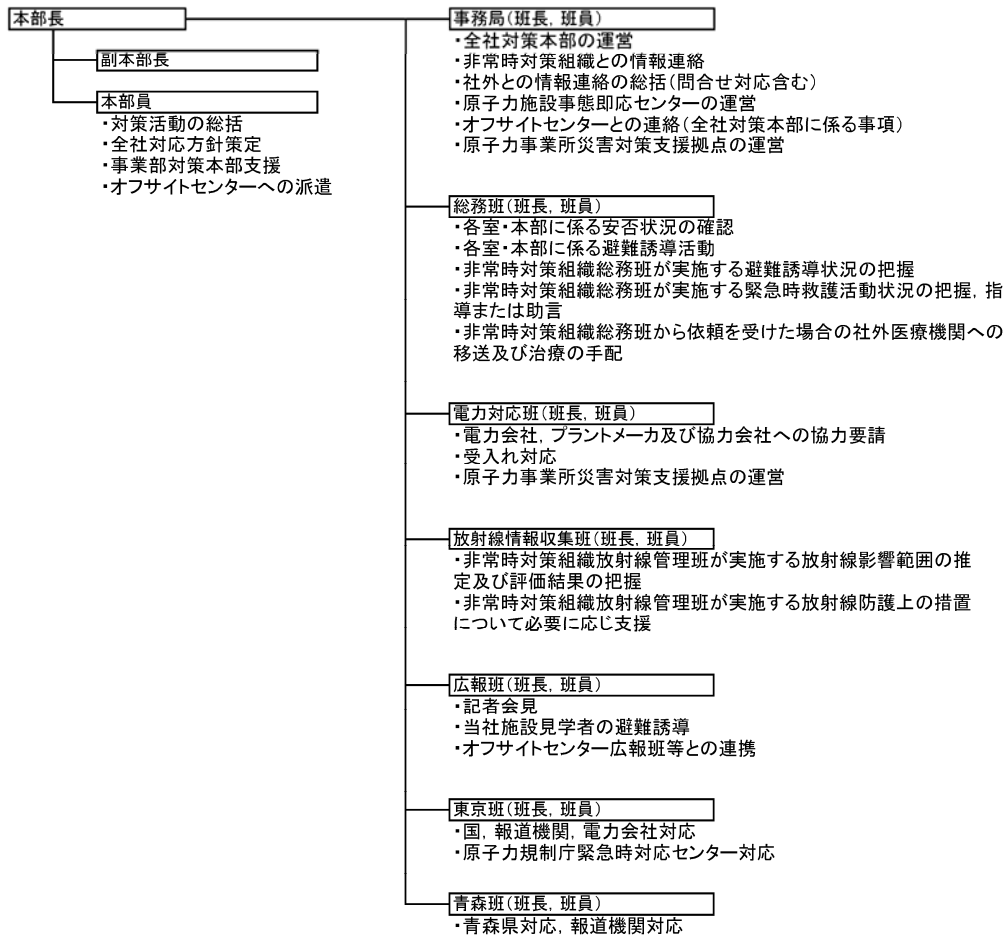 本部長
副本部長
本部員
・対策活動の総括
・全社対応方針策定
・事業部対策本部支援
・オフサイトセンターへの派遣
事務局(班長, 班員)
・全社対策本部の運営
・非常時対策組織との情報連絡
・社外との情報連絡の総括(問合せ対応含む)
・原子力施設事態即応センターの運営
・オフサイトセンターとの連絡(全社対策本部に係る事項)
・原子力事業所災害対策支援拠点の運営
総務班(班長, 班員)
・各室・本部に係る安否状況の確認
・各室・本部に係る避難誘導活動
・非常時対策組織総務班が実施する避難誘導状況の把握
・非常時対策組織総務班が実施する緊急時救護活動状況の把握, 指
導または助言
・非常時対策組織総務班から依頼を受けた場合の社外医療機関への
移送及び治療の手配
電力対応班(班長, 班員)
・電力会社, プラントメーカ及び協力会社への協力要請
・受入れ対応
・原子力事業所災害対策支援拠点の運営
放射線情報収集班(班長, 班員)
・非常時対策組織放射線管理班が実施する放射線影響範囲の推
定及び評価結果の把握
・非常時対策組織放射線管理班が実施する放射線防護上の措置
について必要に応じ支援
広報班(班長, 班員)
・記者会見
・当社施設見学者の避難誘導
・オフサイトセンター広報班等との連携
東京班(班長, 班員)
・国, 報道機関, 電力会社対応
・原子力規制庁緊急時対応センター対応
青森班(班長, 班員)
・青森県対応, 報道機関対応